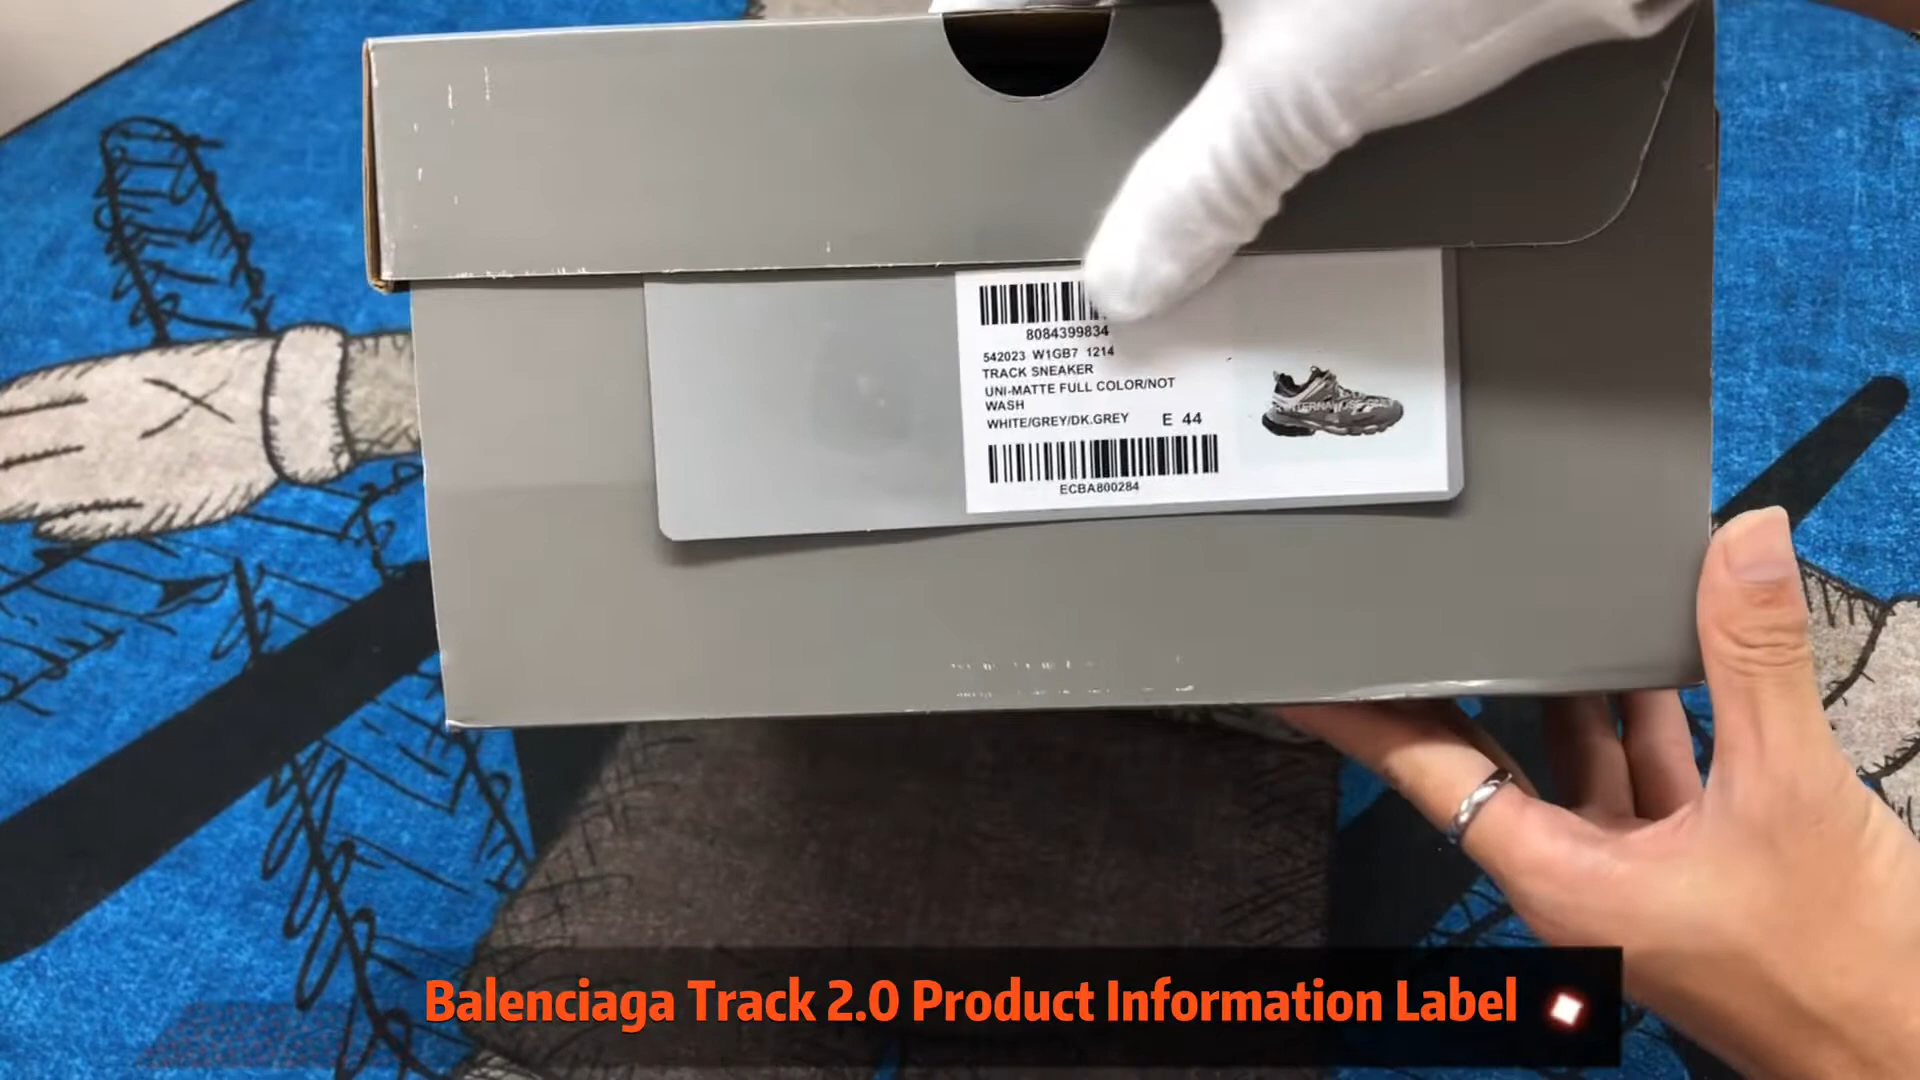 8084399834
542023 W1GB7 1214
TRACK SNEAKER
UNI-MATTE FULL COLOR/NOT
WASH
WHITE/GREY/DK.GREY E 44
ECBA800284
Balenciaga Track 2.0 Product Information Label